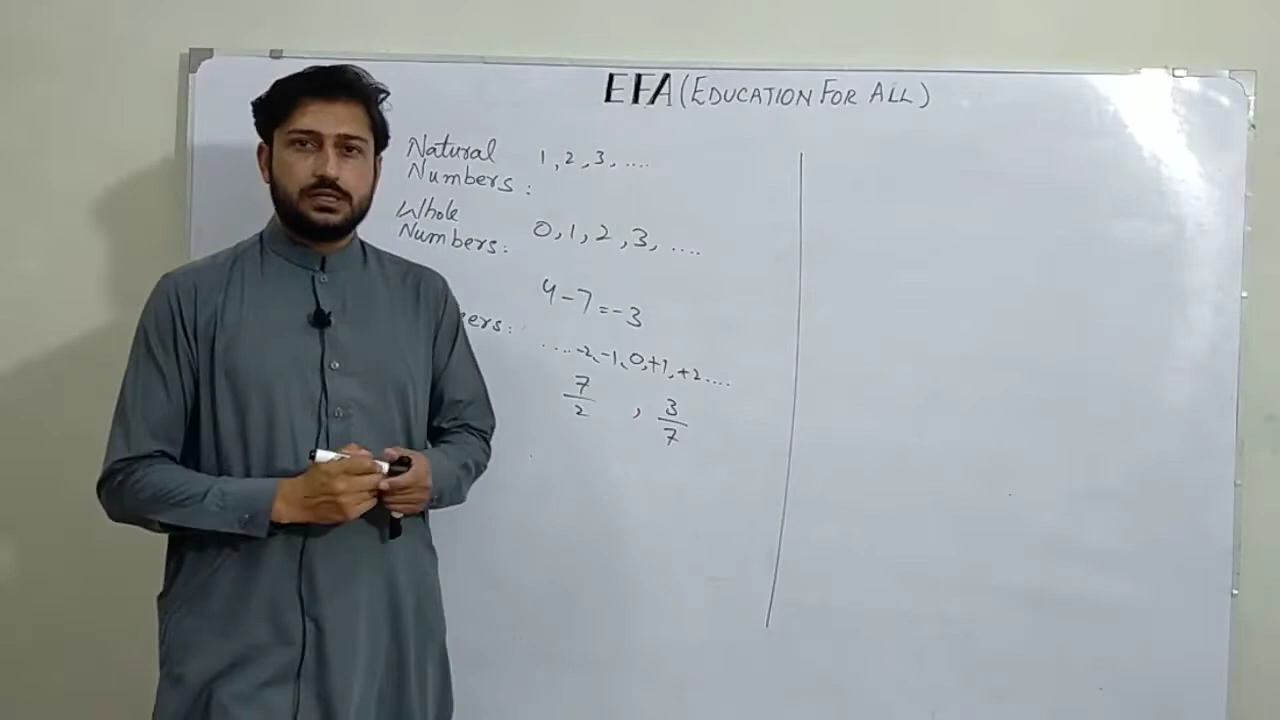 EFA (EDUCATION FOR ALL)
Natural 1, 2, 3, ....
Numbers:
Whole
Numbers: 0, 1, 2, 3, ....
4-7=-3
ers:
....-2,-1,0,+1,+2....
7/2 , 3/7